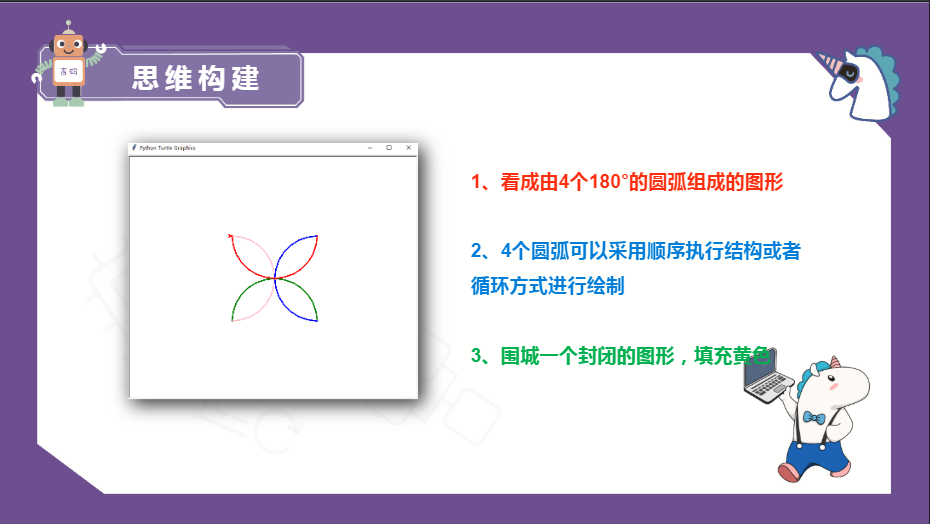 思维构建
Python Turtle Graphics
1、看成由4个180°的圆弧组成的图形
2、4个圆弧可以采用顺序执行结构或者
循环方式进行绘制
3、围城一个封闭的图形，填充黄色